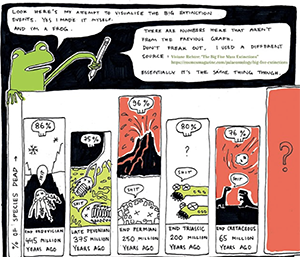 LOOK HERE'S MY ATTEMPT TO VISUALISE THE BIG EXTINCTION
EVENTS. YES I MADE IT MYSELF.
AND I'M A FROG.
THERE ARE NUMBERS HERE THAT AREN'T
FROM THE PREVIOUS GRAPH.
DON'T FREAK OUT. I USED A DIFFERENT
SOURCE :
"The Big Five Mass Extinctions"
ESSENTIALLY IT'S THE SAME THING THOUGH.
% OF SPECIES DEAD →
86%
75%
96%
80%
76%
?
?
SHIT
SHIT
SHIT
SHIT
END ORDOVICIAN
445 MILLION
YEARS AGO
LATE DEVONIAN
375 MILLION
YEARS AGO
END PERMIAN
250 MILLION
YEARS AGO
END TRIASSIC
200 MILLION
YEARS AGO
END CRETACEOUS
65 MILLION
YEARS AGO